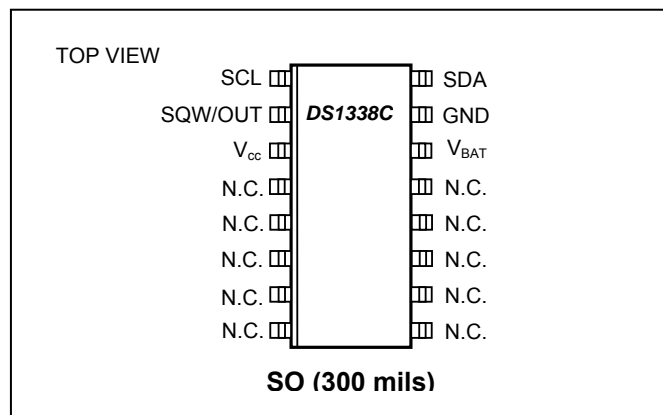 TOP VIEW
SCL SDA
SQW/OUT DS1338C GND
Vcc VBAT
N.C. N.C.
N.C. N.C.
N.C. N.C.
N.C. N.C.
N.C. N.C.
SO (300 mils)